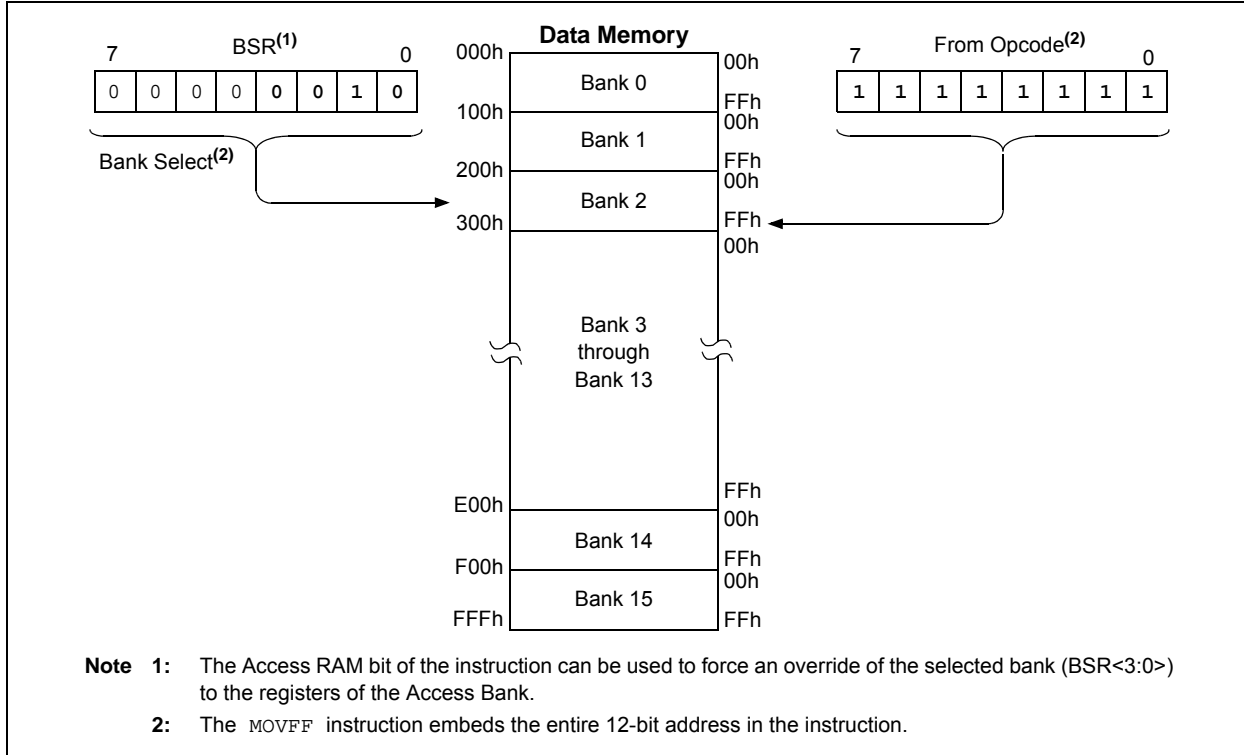 Data Memory
7 BSR(1) 0
0 0 0 0 0 0 1 0
Bank Select(2)
From Opcode(2)
7 0
1 1 1 1 1 1 1 1
000h
Bank 0
00h
FFh
100h
Bank 1
00h
FFh
200h
Bank 2
00h
FFh
300h
00h
Bank 3
through
Bank 13
FFh
E00h
Bank 14
00h
FFh
F00h
Bank 15
00h
FFFh
FFh
Note 1: The Access RAM bit of the instruction can be used to force an override of the selected bank (BSR<3:0>)
to the registers of the Access Bank.
2: The MOVFF instruction embeds the entire 12-bit address in the instruction.